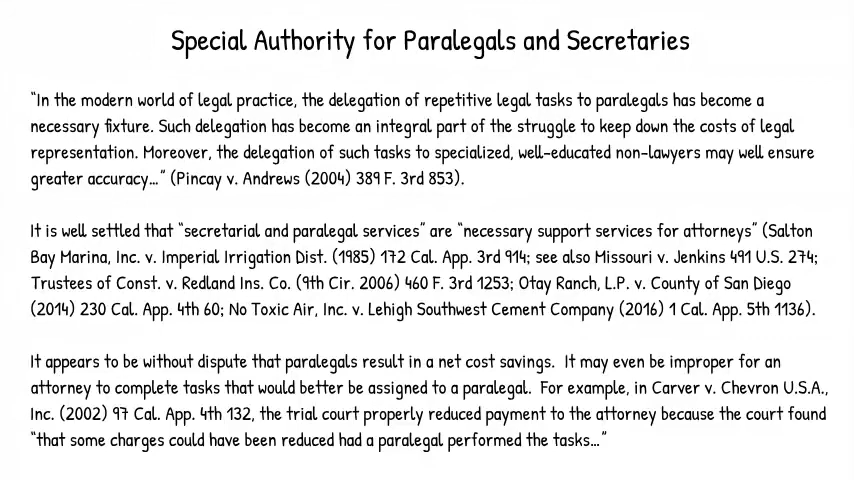 Special Authority for Paralegals and Secretaries
"In the modern world of legal practice, the delegation of repetitive legal tasks to paralegals has become a
necessary fixture. Such delegation has become an integral part of the struggle to keep down the costs of legal
representation. Moreover, the delegation of such tasks to specialized, well-educated non-lawyers may well ensure
greater accuracy..." (Pincay v. Andrews (2004) 389 F. 3rd 853).
It is well settled that "secretarial and paralegal services" are "necessary support services for attorneys" (Salton
Bay Marina, Inc. v. Imperial Irrigation Dist. (1985) 172 Cal. App. 3rd 914; see also Missouri v. Jenkins 491 U.S. 274;
Trustees of Const. v. Redland Ins. Co. (9th Cir. 2006) 460 F. 3rd 1253; Otay Ranch, L.P. v. County of San Diego
(2014) 230 Cal. App. 4th 60; No Toxic Air, Inc. v. Lehigh Southwest Cement Company (2016) 1 Cal. App. 5th 1136).
It appears to be without dispute that paralegals result in a net cost savings.  It may even be improper for an
attorney to complete tasks that would better be assigned to a paralegal.  For example, in Carver v. Chevron U.S.A.,
Inc. (2002) 97 Cal. App. 4th 132, the trial court properly reduced payment to the attorney because the court found
"that some charges could have been reduced had a paralegal performed the tasks..."